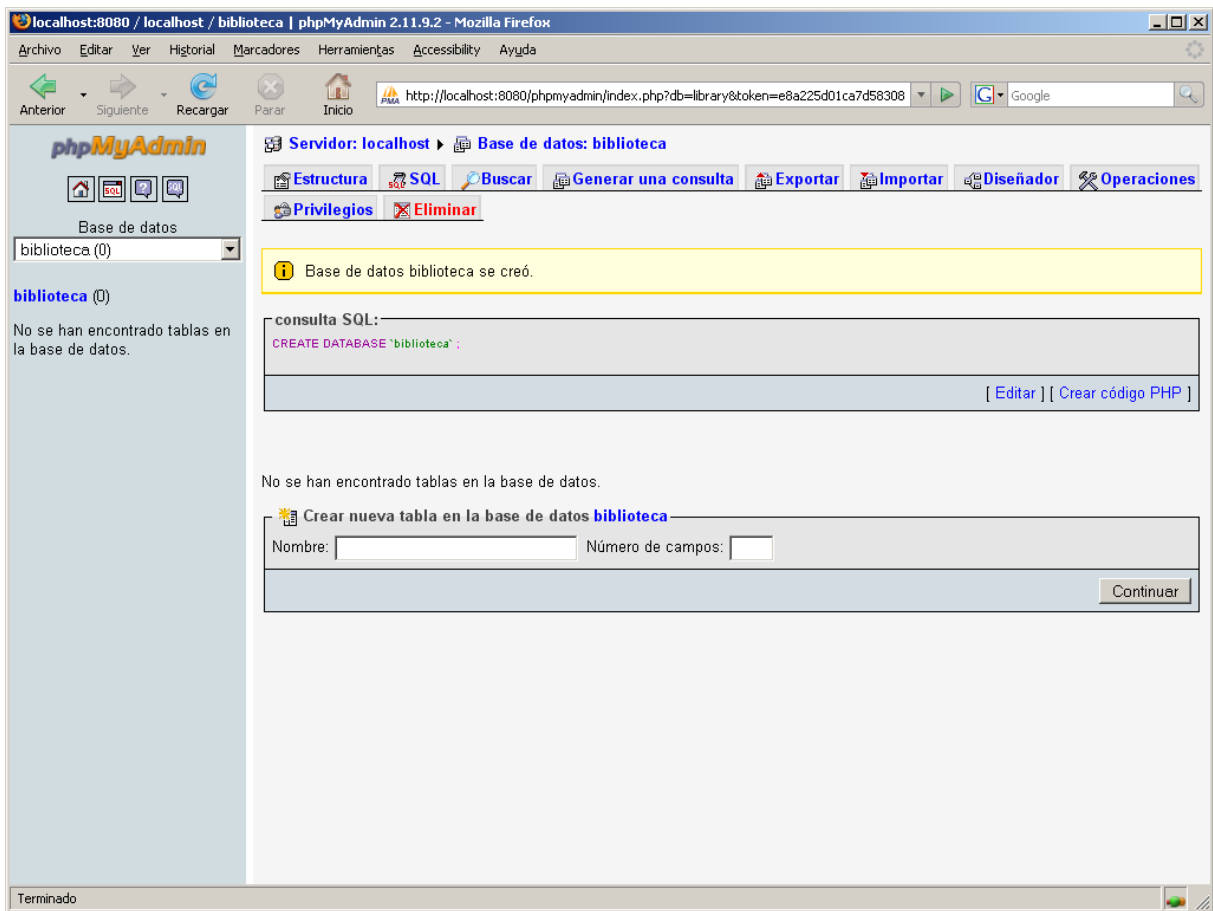 localhost:8080 / localhost / biblioteca | phpMyAdmin 2.11.9.2 - Mozilla Firefox
Archivo Editar Ver Historial Marcadores Herramientas Accessibility Ayuda
Anterior Siguiente Recargar Parar Inicio
PMA http://localhost:8080/phpmyadmin/index.php?db=library&token=e8a225d01ca7d58308 G Google
phpMyAdmin
SQL ? SQL
Base de datos
biblioteca (0)
biblioteca (0)
No se han encontrado tablas en
la base de datos.
Servidor: localhost Base de datos: biblioteca
Estructura SQL Buscar Generar una consulta Exportar Importar Diseñador Operaciones
Privilegios Eliminar
Base de datos biblioteca se creó.
consulta SQL:
CREATE DATABASE `biblioteca` ;
[ Editar ] [ Crear código PHP ]
No se han encontrado tablas en la base de datos.
Crear nueva tabla en la base de datos biblioteca
Nombre: Número de campos:
Continuar
Terminado